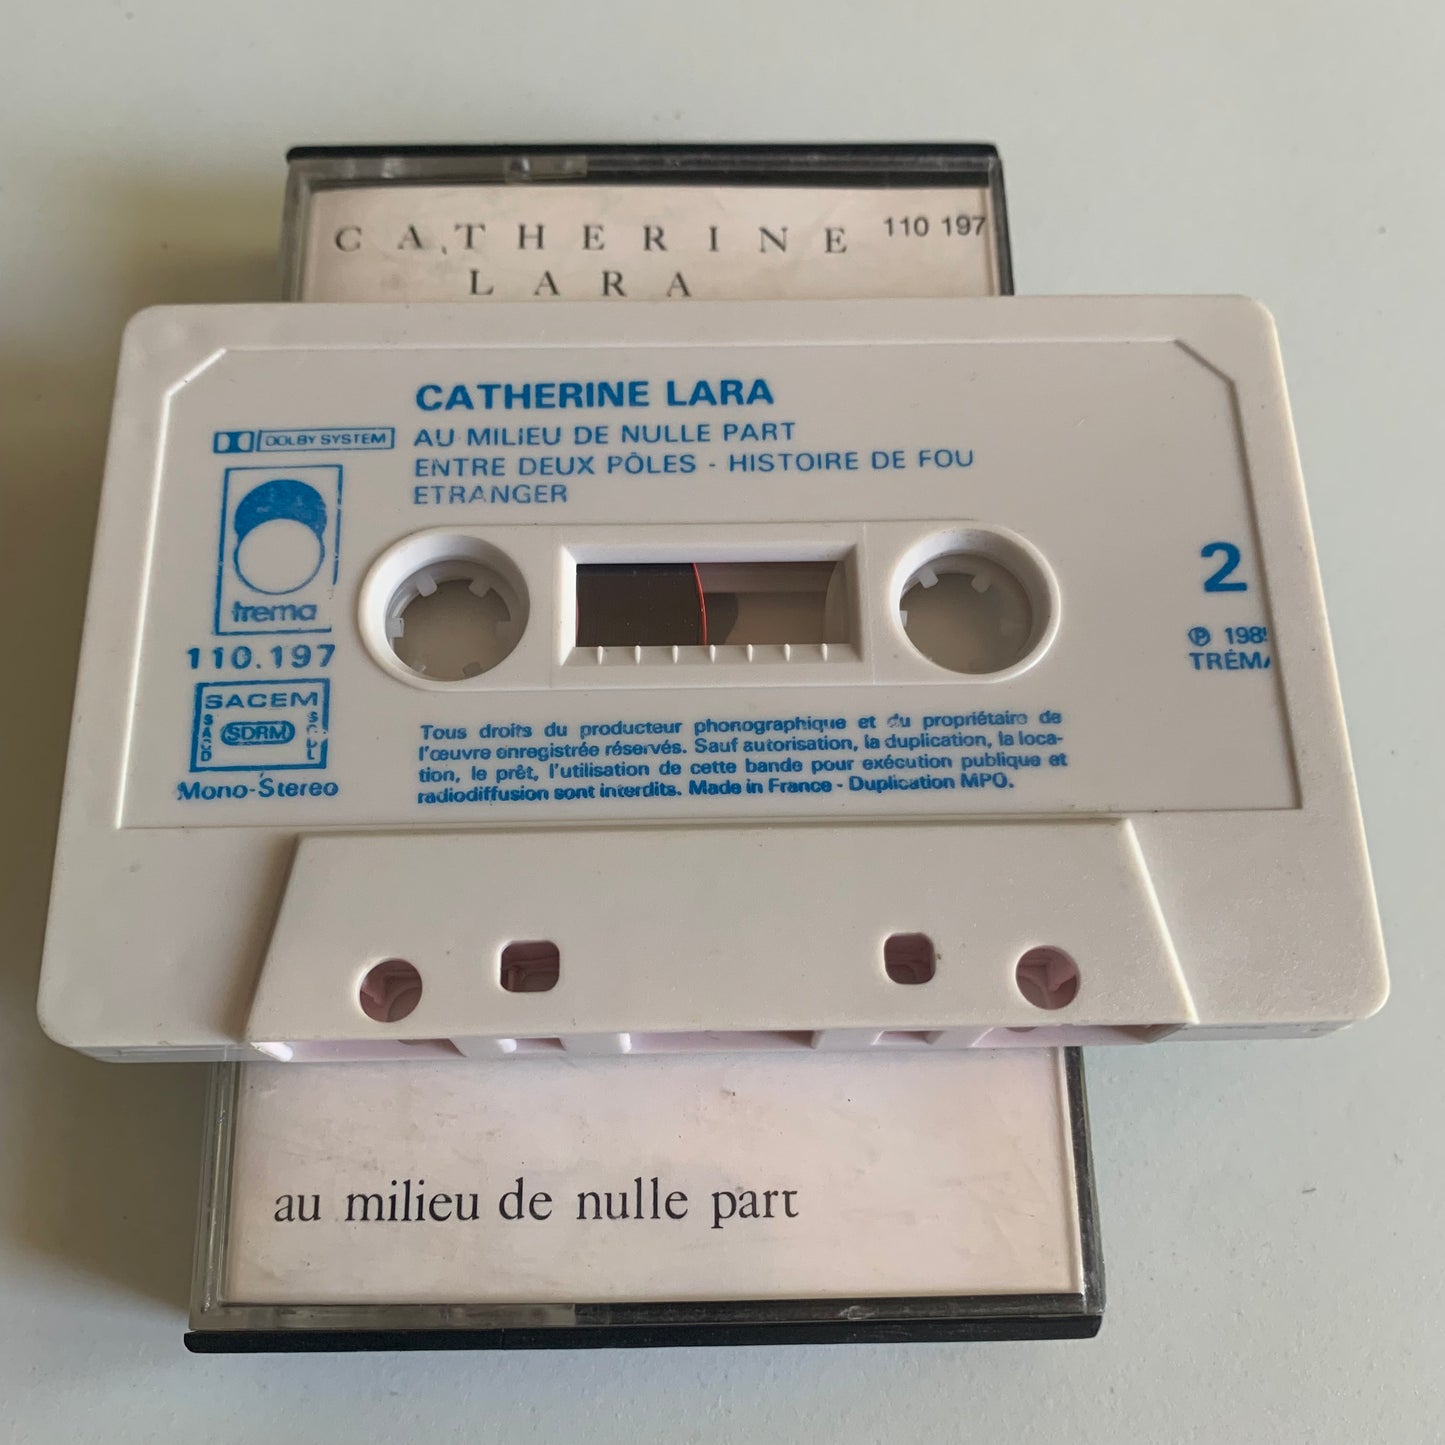 CATHERINE 110 197
LARA
CATHERINE LARA
DOLBY SYSTEM
AU MILIEU DE NULLE PART
ENTRE DEUX PÔLES - HISTOIRE DE FOU
ETRANGER
trema
110.197
2
℗ 198
TRÉMA
SACEM
SACD
SDRM
SGDL
Mono-Stereo
Tous droits du producteur phonographique et du propriétaire de
l'œuvre enregistrée réservés. Sauf autorisation, la duplication, la loca-
tion, le prêt, l'utilisation de cette bande pour exécution publique et
radiodiffusion sont interdits. Made in France - Duplication MPO.
au milieu de nulle part